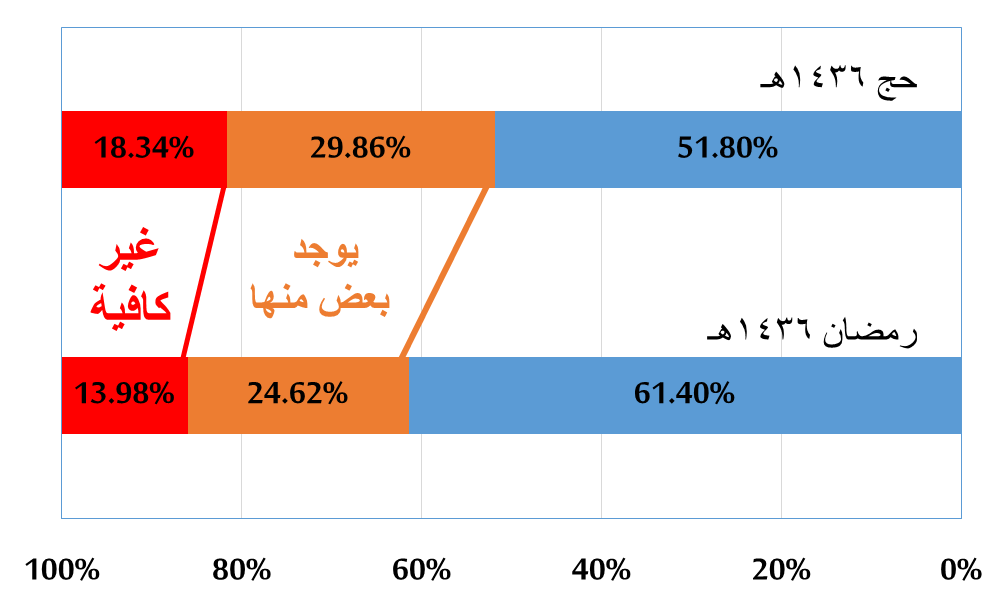 حج ١٤٣٦هـ
51.80%
29.86%
18.34%
يوجد
بعض منها
غير
كافية
رمضان ١٤٣٦هـ
61.40%
24.62%
13.98%
0%
20%
40%
60%
80%
100%